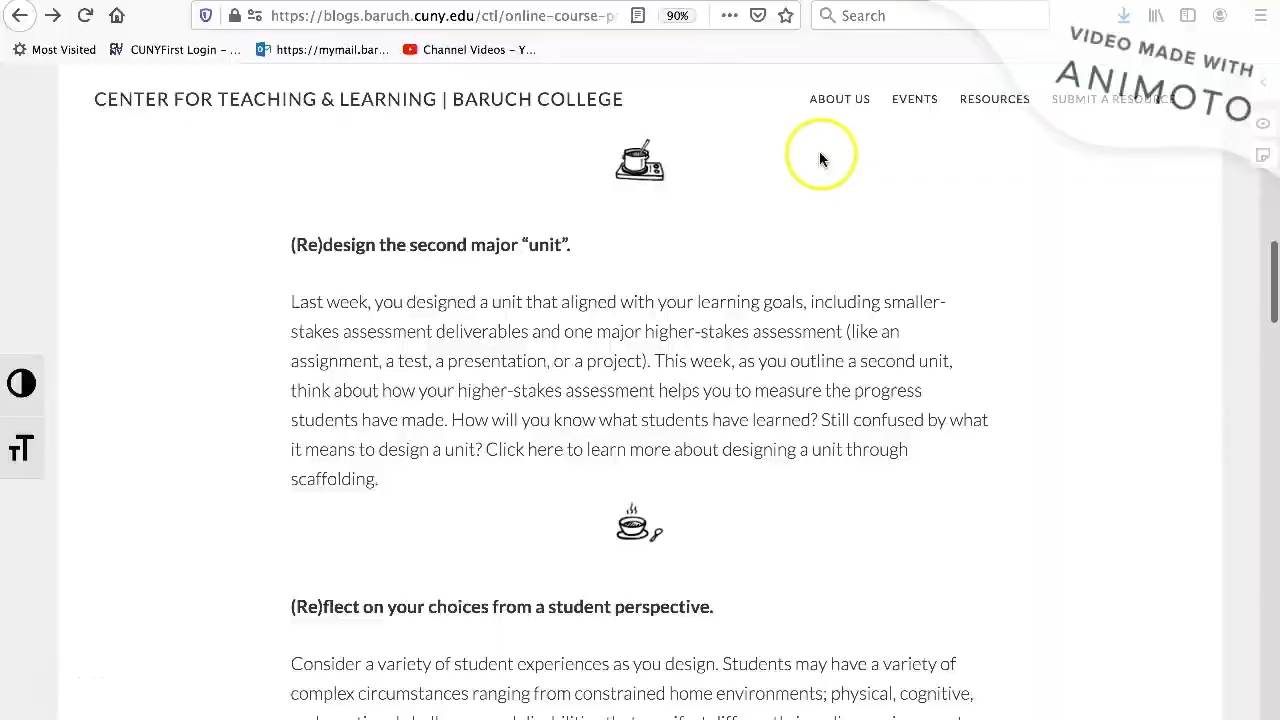 https://blogs.baruch.cuny.edu/ctl/online-course-p
90%
Search
Most Visited
CUNYFirst Login – ...
https://mymail.bar...
Channel Videos – Y...
VIDEO MADE WITH
ANIMOTO
CENTER FOR TEACHING & LEARNING | BARUCH COLLEGE
ABOUT US
EVENTS
RESOURCES
SUBMIT A RESOURCE
(Re)design the second major “unit”.
Last week, you designed a unit that aligned with your learning goals, including smaller-
stakes assessment deliverables and one major higher-stakes assessment (like an
assignment, a test, a presentation, or a project). This week, as you outline a second unit,
think about how your higher-stakes assessment helps you to measure the progress
students have made. How will you know what students have learned? Still confused by what
it means to design a unit? Click here to learn more about designing a unit through
scaffolding.
(Re)flect on your choices from a student perspective.
Consider a variety of student experiences as you design. Students may have a variety of
complex circumstances ranging from constrained home environments; physical, cognitive,